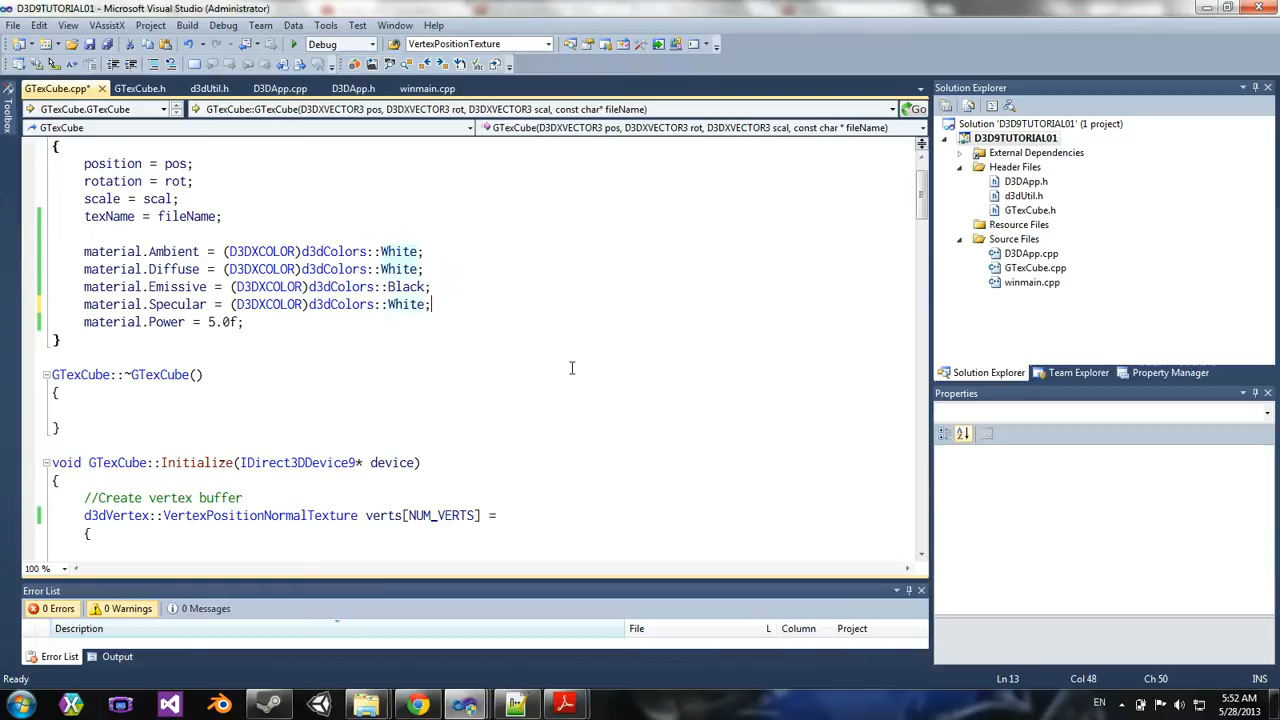 D3D9TUTORIAL01 - Microsoft Visual Studio (Administrator)
File Edit View VAssistX Project Build Debug Team Data Tools Test Window Help
Debug VertexPositionTexture
GTexCube.cpp* GTexCube.h d3dUtil.h D3DApp.cpp D3DApp.h winmain.cpp
GTexCube.GTexCube GTexCube::GTexCube(D3DXVECTOR3 pos, D3DXVECTOR3 rot, D3DXVECTOR3 scal, const char* fileName) Go
GTexCube GTexCube(D3DXVECTOR3 pos, D3DXVECTOR3 rot, D3DXVECTOR3 scal, const char * fileName)
{
position = pos;
rotation = rot;
scale = scal;
texName = fileName;
material.Ambient = (D3DXCOLOR)d3dColors::White;
material.Diffuse = (D3DXCOLOR)d3dColors::White;
material.Emissive = (D3DXCOLOR)d3dColors::Black;
material.Specular = (D3DXCOLOR)d3dColors::White;
material.Power = 5.0f;
}
GTexCube::~GTexCube()
{
}
void GTexCube::Initialize(IDirect3DDevice9* device)
{
//Create vertex buffer
d3dVertex::VertexPositionNormalTexture verts[NUM_VERTS] =
{
100 %
Toolbox
Solution Explorer
Solution 'D3D9TUTORIAL01' (1 project)
D3D9TUTORIAL01
External Dependencies
Header Files
D3DApp.h
d3dUtil.h
GTexCube.h
Resource Files
Source Files
D3DApp.cpp
GTexCube.cpp
winmain.cpp
Solution Explorer Team Explorer Property Manager
Properties
Error List
0 Errors 0 Warnings 0 Messages
Description File L Column Project
Error List Output
Ready Ln 13 Col 48 Ch 50 INS
EN 5:52 AM
5/28/2013